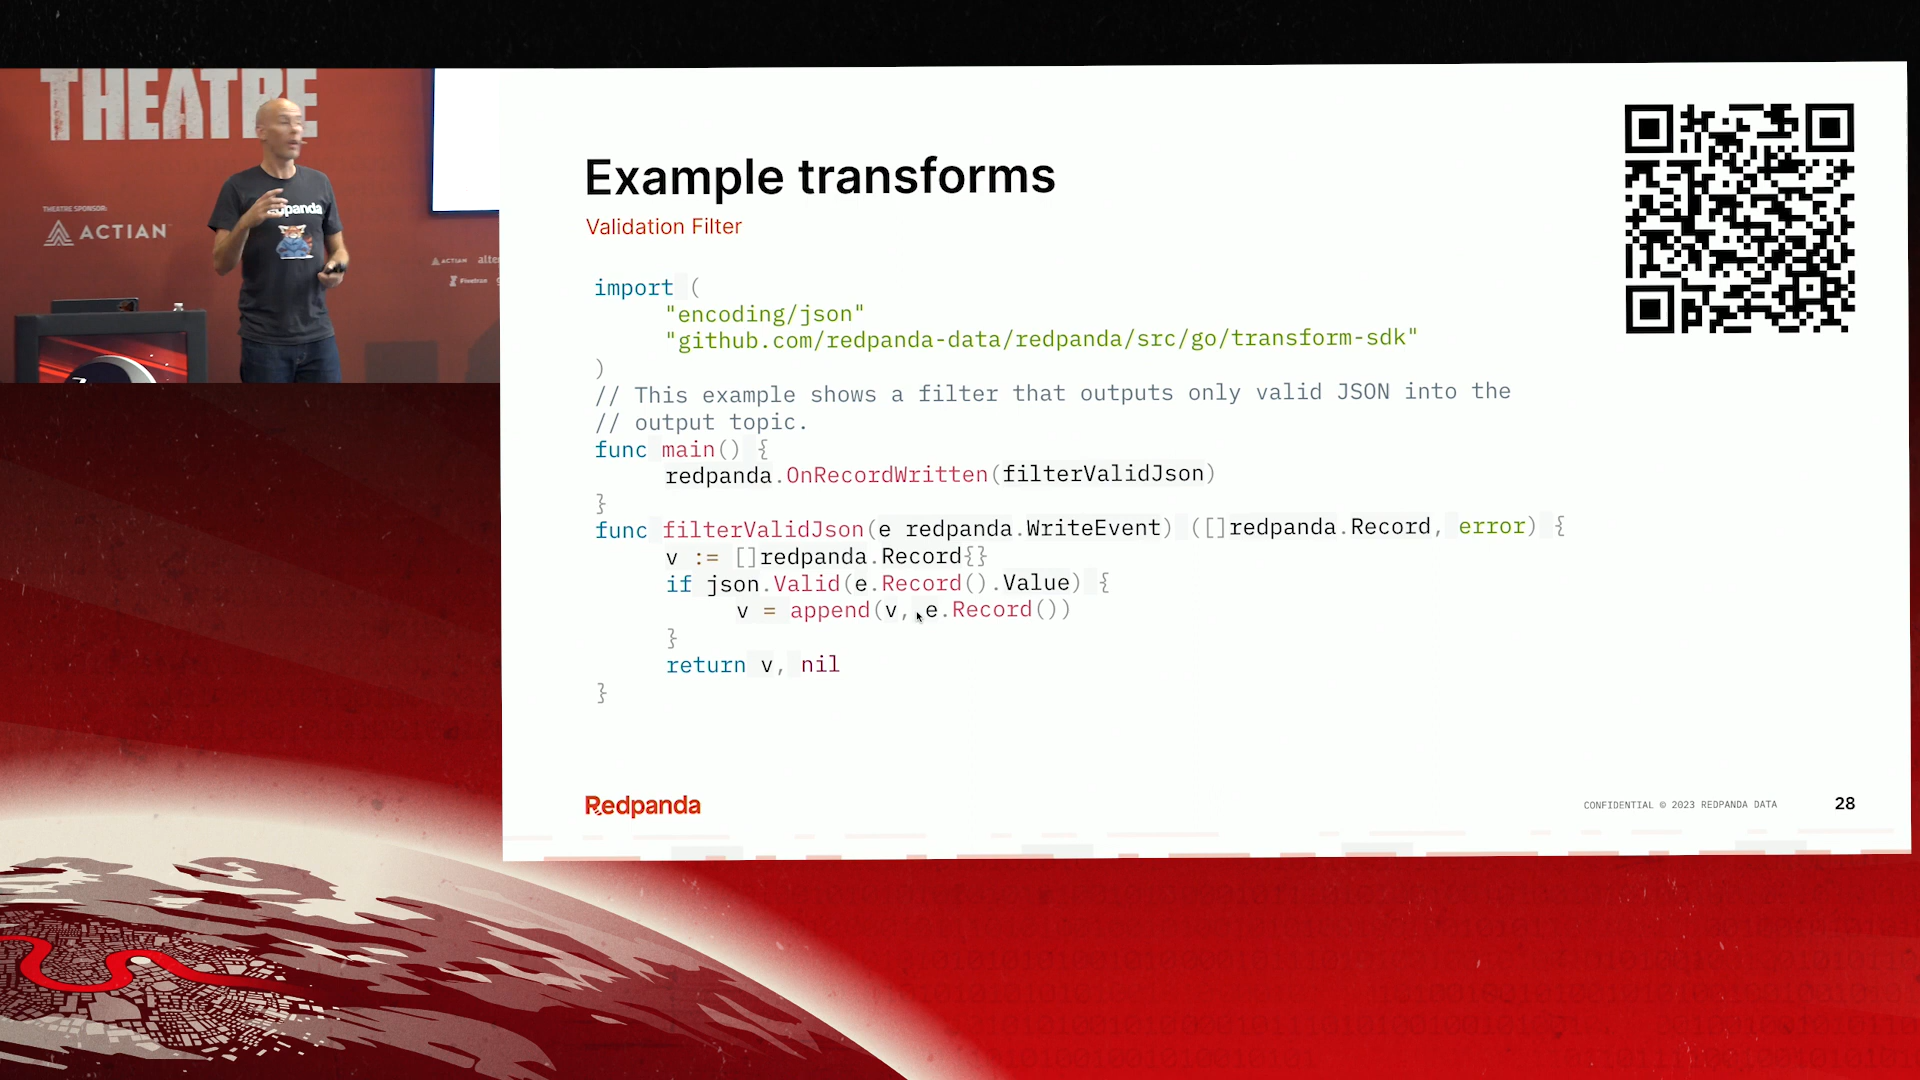 THEATRE
THEATRE SPONSOR:
ACTIAN
redpanda
ACTIAN
Fivetran
Example transforms
Validation Filter
import (
"encoding/json"
"github.com/redpanda-data/redpanda/src/go/transform-sdk"
)
// This example shows a filter that outputs only valid JSON into the
// output topic.
func main() {
redpanda.OnRecordWritten(filterValidJson)
}
func filterValidJson(e redpanda.WriteEvent) ([]redpanda.Record, error) {
v := []redpanda.Record{}
if json.Valid(e.Record().Value) {
v = append(v, e.Record())
}
return v, nil
}
Redpanda
CONFIDENTIAL © 2023 REDPANDA DATA
28